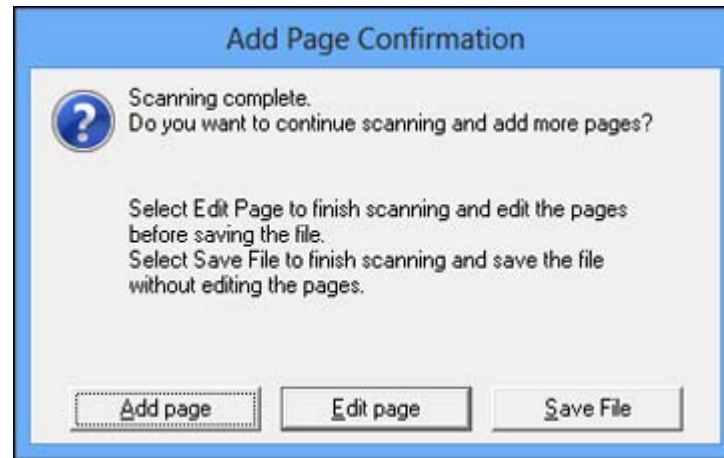 Add Page Confirmation
Scanning complete.
Do you want to continue scanning and add more pages?
Select Edit Page to finish scanning and edit the pages
before saving the file.
Select Save File to finish scanning and save the file
without editing the pages.
Add page
Edit page
Save File